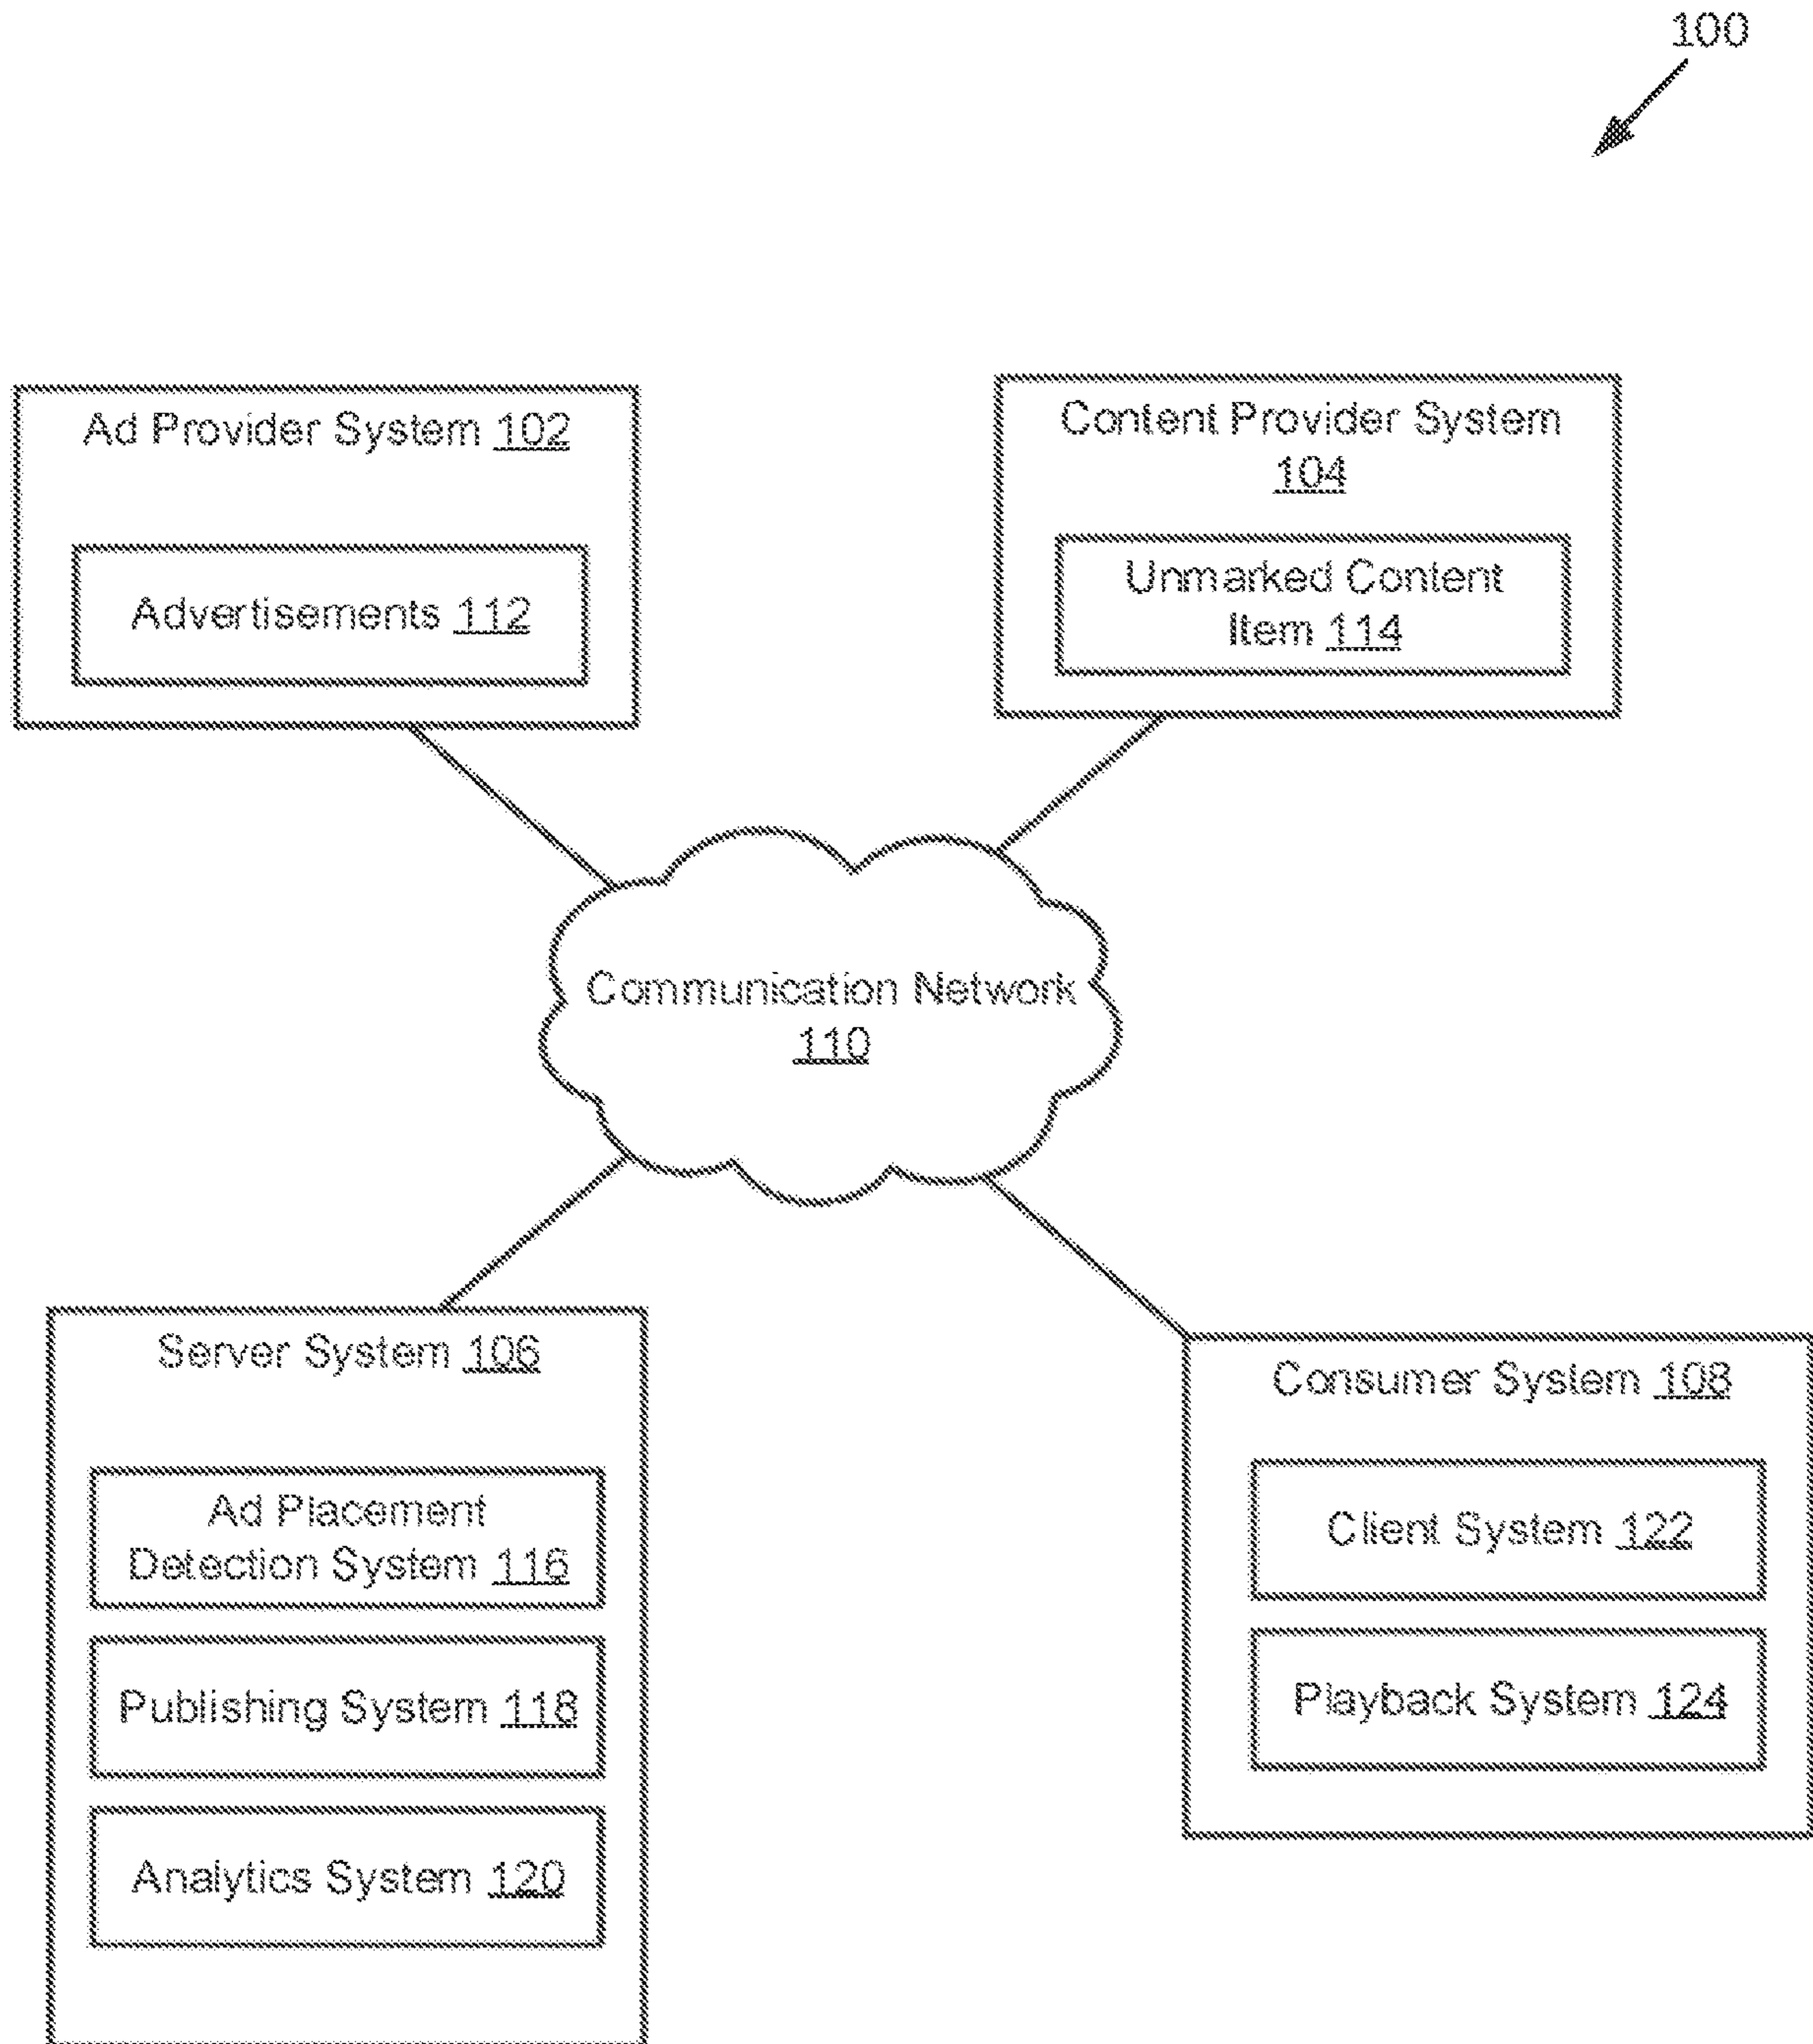 100
Ad Provider System 102
Advertisements 112
Content Provider System
104
Unmarked Content
Item 114
Communication Network
110
Server System 106
Ad Placement
Detection System 116
Publishing System 118
Analytics System 120
Consumer System 108
Client System 122
Playback System 124